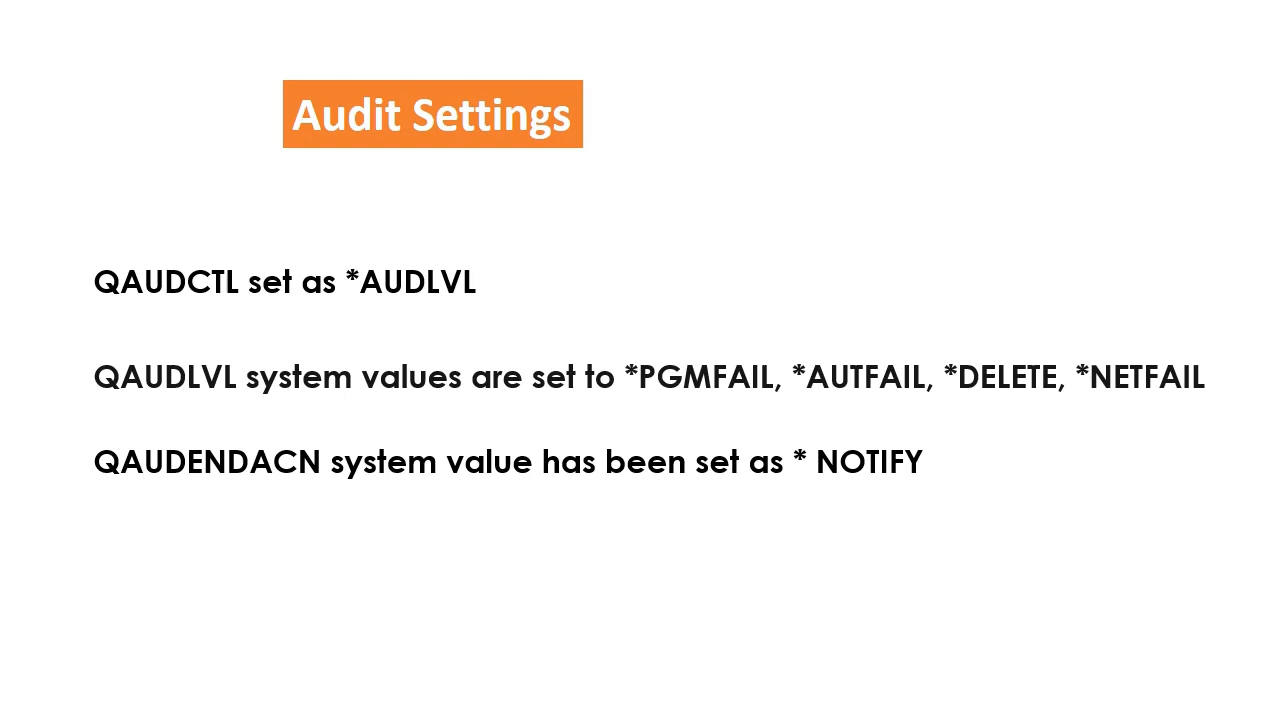 Audit Settings
QAUDCTL set as *AUDLVL
QAUDLVL system values are set to *PGMFAIL, *AUTFAIL, *DELETE, *NETFAIL
QAUDENDACN system value has been set as * NOTIFY